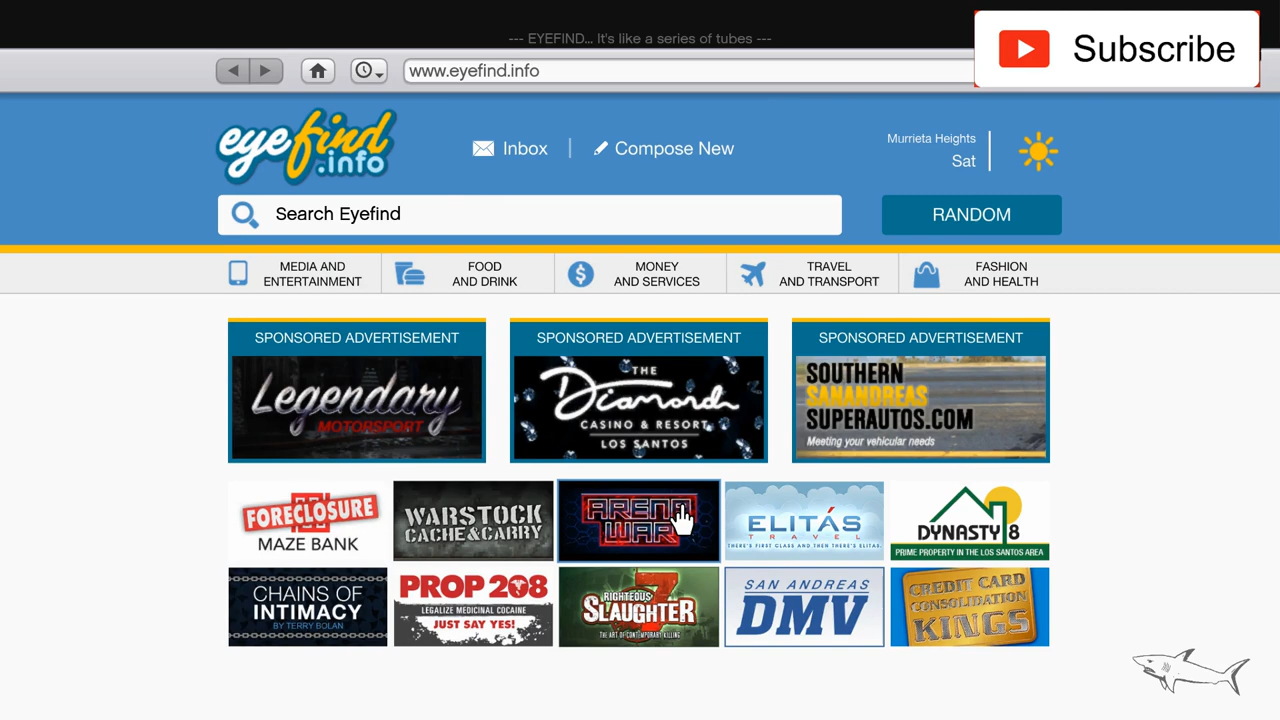 --- EYEFIND... It's like a series of tubes ---
Subscribe
www.eyefind.info
eyefind
.info
Inbox
Compose New
Murrieta Heights
Sat
Search Eyefind
RANDOM
MEDIA AND
ENTERTAINMENT
FOOD
AND DRINK
MONEY
AND SERVICES
TRAVEL
AND TRANSPORT
FASHION
AND HEALTH
SPONSORED ADVERTISEMENT
Legendary
MOTORSPORT
SPONSORED ADVERTISEMENT
THE
Diamond
CASINO & RESORT
LOS SANTOS
SPONSORED ADVERTISEMENT
SOUTHERN
SANANDREAS
SUPERAUTOS.COM
Meeting your vehicular needs
FORECLOSURE
MAZE BANK
WARSTOCK
CACHE&CARRY
ARENA
WAR
ELITÁS
TRAVEL
THERE'S FIRST CLASS AND THEN THERE'S ELITAS.
DYNASTY 8
PRIME PROPERTY IN THE LOS SANTOS AREA
CHAINS OF
INTIMACY
BY TERRY BOLAN
PROP 208
LEGALIZE MEDICINAL COCAINE
JUST SAY YES!
7
RIGHTEOUS
SLAUGHTER
THE ART OF CONTEMPORARY KILLING
SAN ANDREAS
DMV
CREDIT CARD
CONSOLIDATION
KINGS